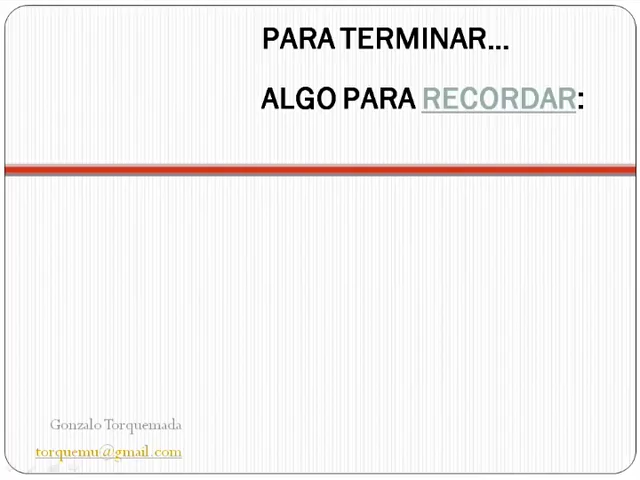 PARA TERMINAR...
ALGO PARA RECORDAR:
Gonzalo Torquemada
torquemu@gmail.com